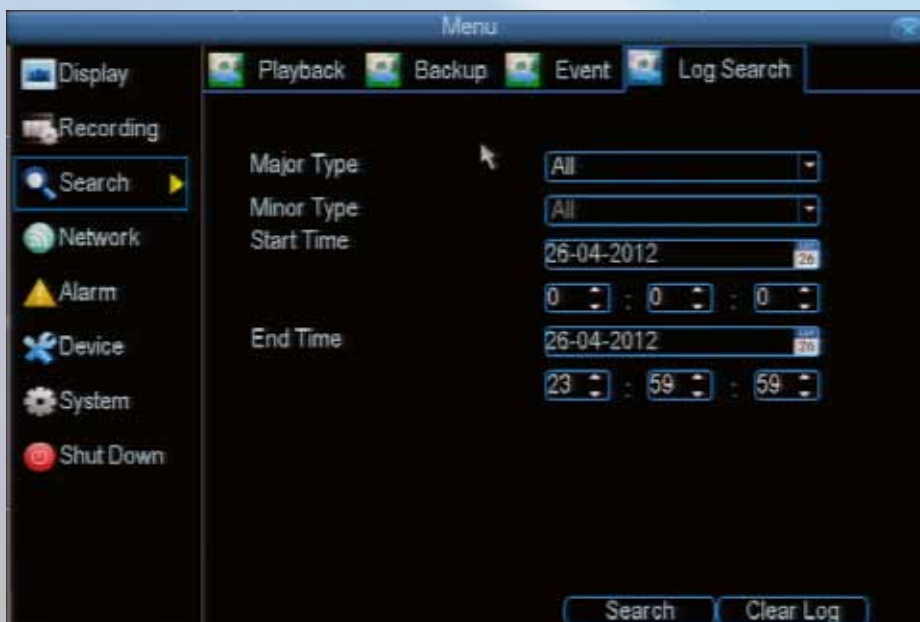 Menu
Display
Recording
Search
Network
Alarm
Device
System
Shut Down
Playback Backup Event Log Search
Major Type All
Minor Type All
Start Time 26-04-2012
26
0 : 0 : 0
End Time 26-04-2012
26
23 : 59 : 59
Search Clear Log